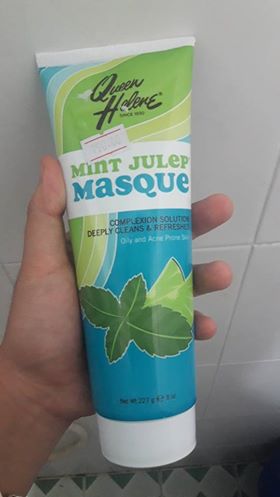 Queen
Helene®
SINCE 1930
MINT JULEP
MASQUE
COMPLEXION SOLUTION
DEEPLY CLEANS & REFRESHES
Oily and Acne Prone Skin
Net wt 227 g e 8 oz